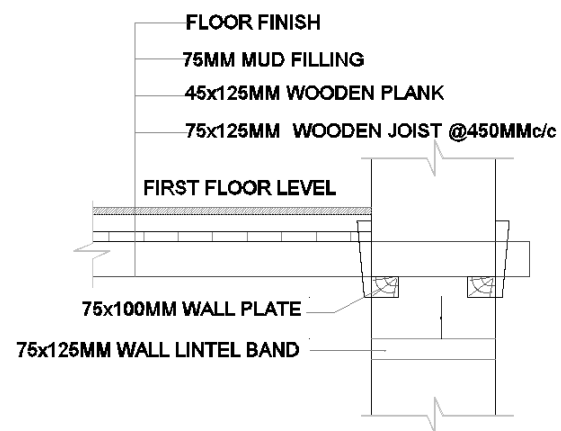 FLOOR FINISH
75MM MUD FILLING
45x125MM WOODEN PLANK
75x125MM WOODEN JOIST @450MMc/c
FIRST FLOOR LEVEL
75x100MM WALL PLATE
75x125MM WALL LINTEL BAND